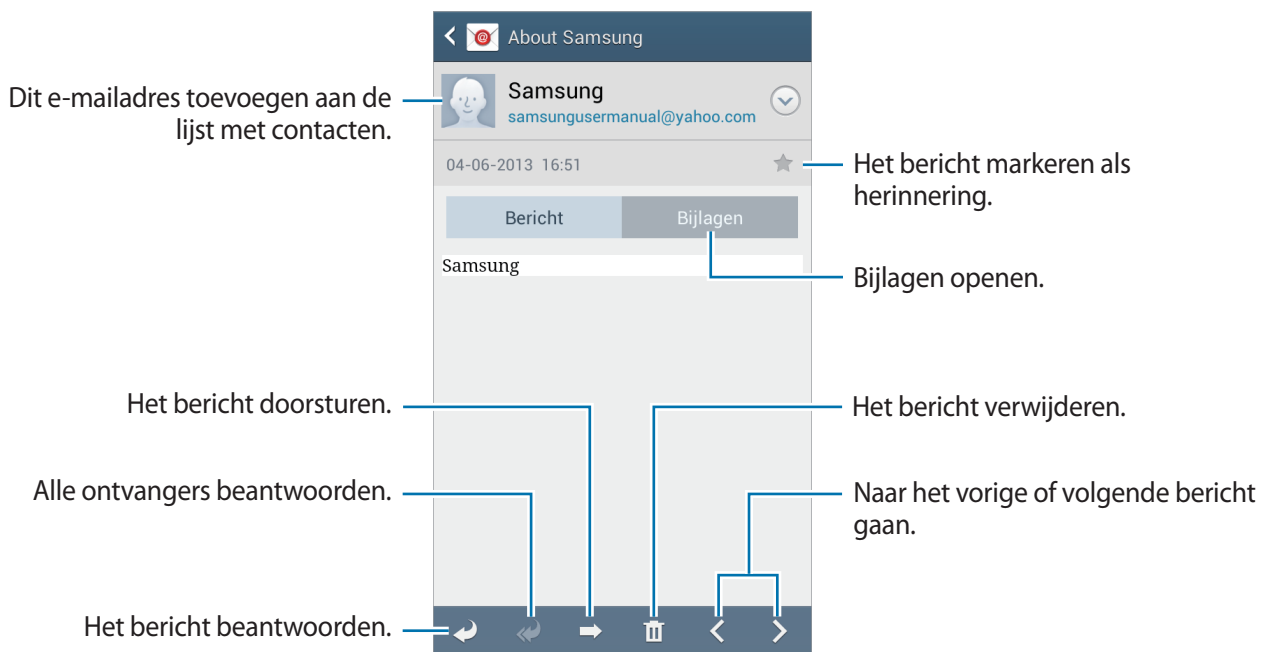 About Samsung
Dit e-mailadres toevoegen aan de
lijst met contacten.
Samsung
samsungusermanual@yahoo.com
04-06-2013 16:51
Het bericht markeren als
herinnering.
Bericht
Bijlagen
Samsung
Bijlagen openen.
Het bericht doorsturen.
Het bericht verwijderen.
Alle ontvangers beantwoorden.
Naar het vorige of volgende bericht
gaan.
Het bericht beantwoorden.